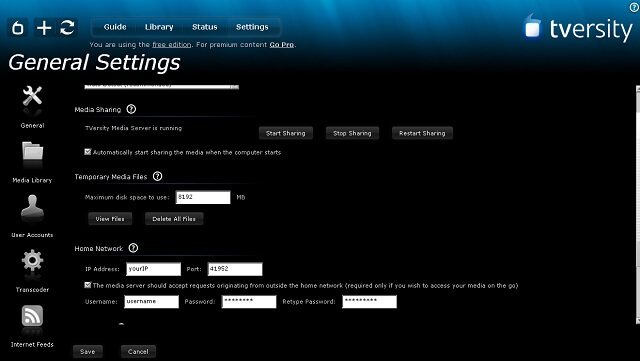 Guide Library Status Settings
tversity
You are using the free edition. For premium content Go Pro.
General Settings
General
Media Library
User Accounts
Transcoder
Internet Feeds
Media Sharing ?
TVersity Media Server is running Start Sharing Stop Sharing Restart Sharing
Automatically start sharing the media when the computer starts
Temporary Media Files ?
Maximum disk space to use: 8192 MB
View Files Delete All Files
Home Network ?
IP Address: yourIP Port: 41952
The media server should accept requests originating from outside the home network (required only if you wish to access your media on the go)
Username: username Password: ******** Retype Password: *********
Save Cancel